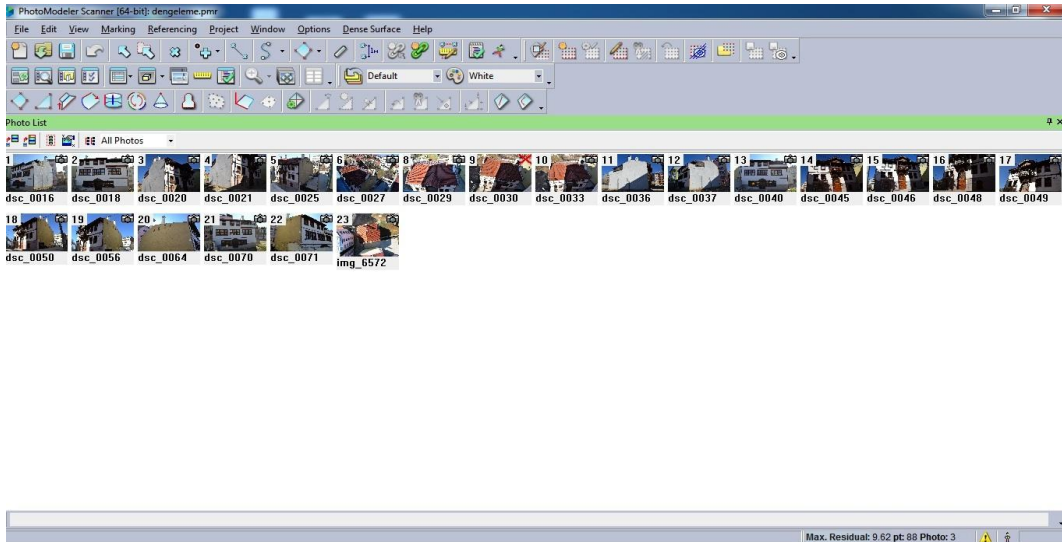 PhotoModeler Scanner [64-bit]: dengeleme.pmr
File Edit View Marking Referencing Project Window Options Dense Surface Help
Default White
Photo List
All Photos
1 2 3 4 5 6 8 9 10 11 12 13 14 15 16 17
dsc_0016 dsc_0018 dsc_0020 dsc_0021 dsc_0025 dsc_0027 dsc_0029 dsc_0030 dsc_0033 dsc_0036 dsc_0037 dsc_0040 dsc_0045 dsc_0046 dsc_0048 dsc_0049
18 19 20 21 22 23
dsc_0050 dsc_0056 dsc_0064 dsc_0070 dsc_0071 img_6572
Max. Residual: 9.62 pt: 88 Photo: 3